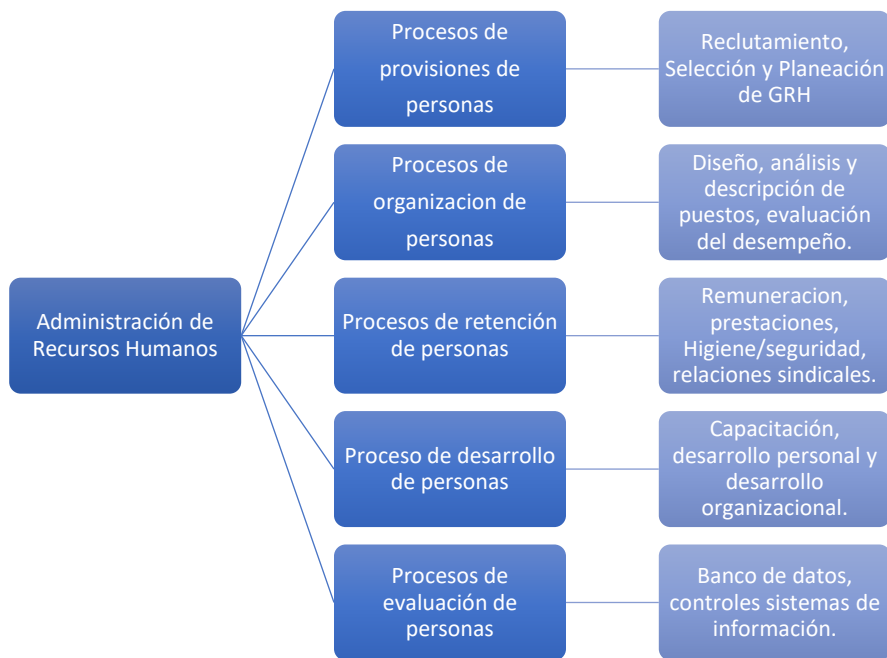 Administración de
Recursos Humanos
Procesos de
provisiones de
personas
Reclutamiento,
Selección y Planeación
de GRH
Procesos de
organizacion de
personas
Diseño, análisis y
descripción de
puestos, evaluación
del desempeño.
Procesos de retención
de personas
Remuneracion,
prestaciones,
Higiene/seguridad,
relaciones sindicales.
Proceso de desarrollo
de personas
Capacitación,
desarrollo personal y
desarrollo
organizacional.
Procesos de
evaluación de
personas
Banco de datos,
controles sistemas de
información.